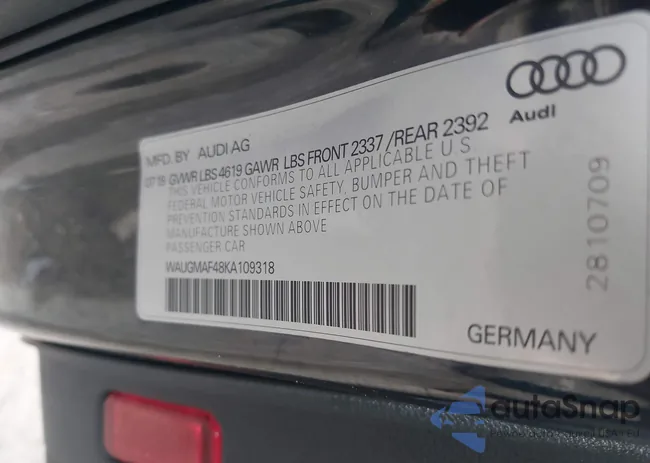 Audi
MFD. BY AUDI AG
07 18 GVWR LBS 4619 GAWR LBS FRONT 2337 / REAR 2392
THIS VEHICLE CONFORMS TO ALL APPLICABLE U S
FEDERAL MOTOR VEHICLE SAFETY, BUMPER AND THEFT
PREVENTION STANDARDS IN EFFECT ON THE DATE OF
MANUFACTURE SHOWN ABOVE
PASSENGER CAR
WAUGMAF48KA109318
2810709
GERMANY
autoSnap